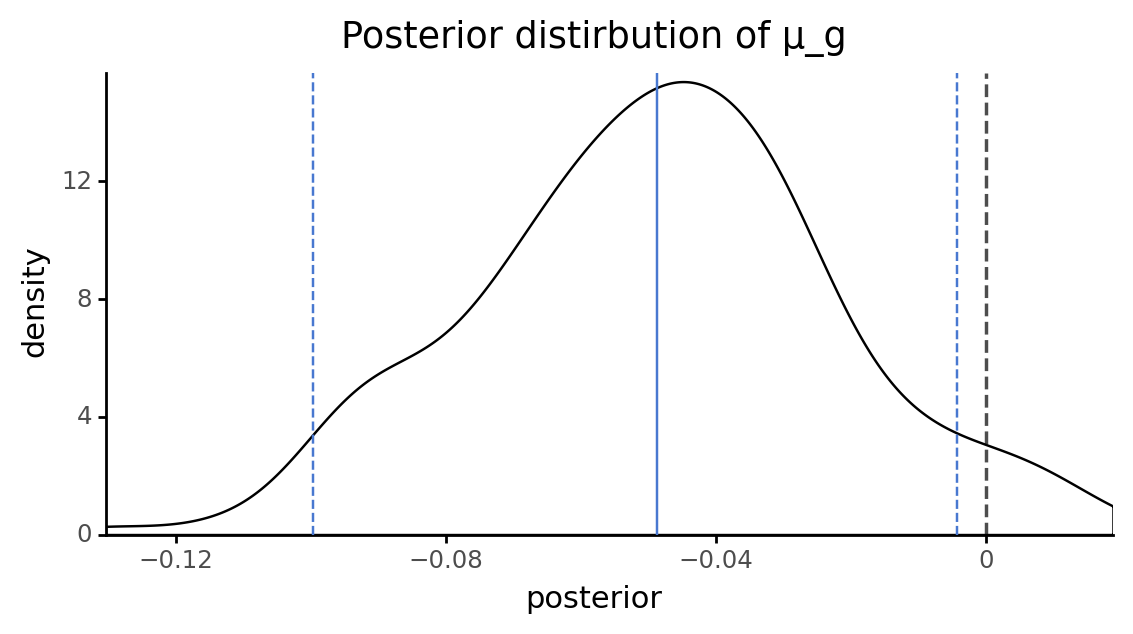 Posterior distirbution of μ_g
density
12
8
4
0
−0.12
−0.08
−0.04
0
posterior